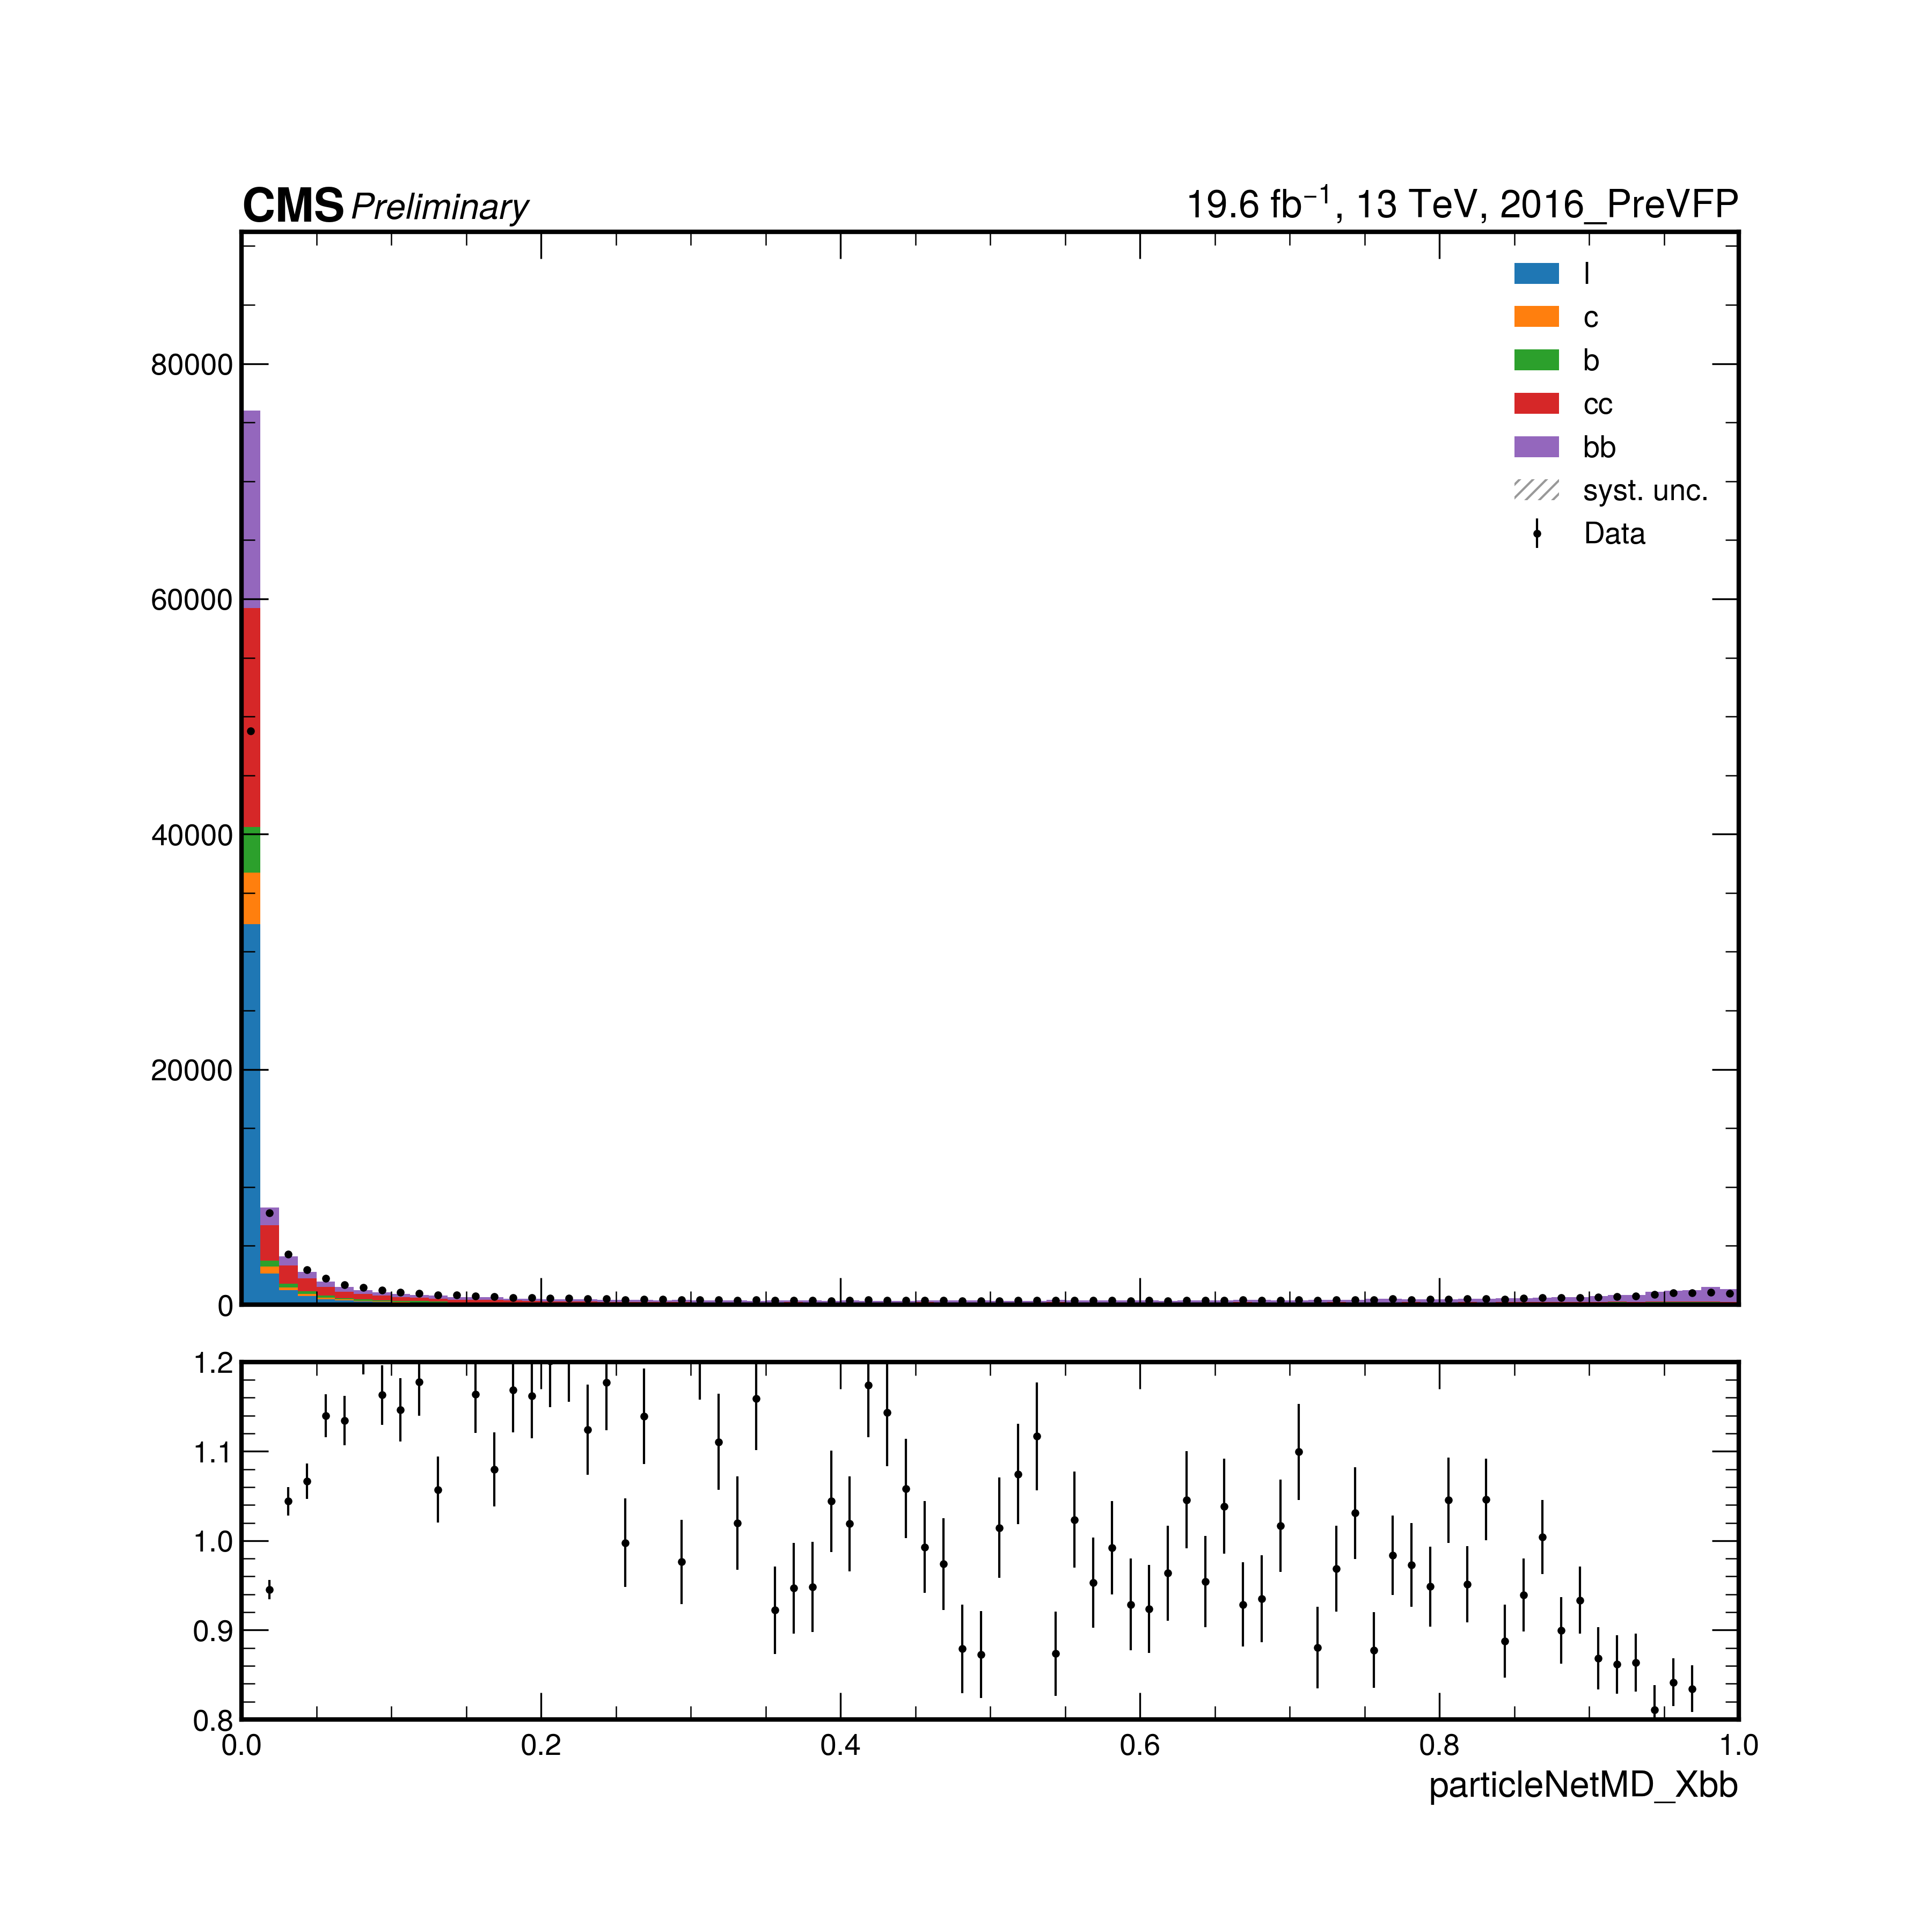 CMS Preliminary
19.6 fb⁻¹, 13 TeV, 2016_PreVFP
l
c
b
cc
bb
syst. unc.
Data
80000
60000
40000
20000
0
1.2
1.1
1.0
0.9
0.8
0.0 0.2 0.4 0.6 0.8 1.0
particleNetMD_Xbb